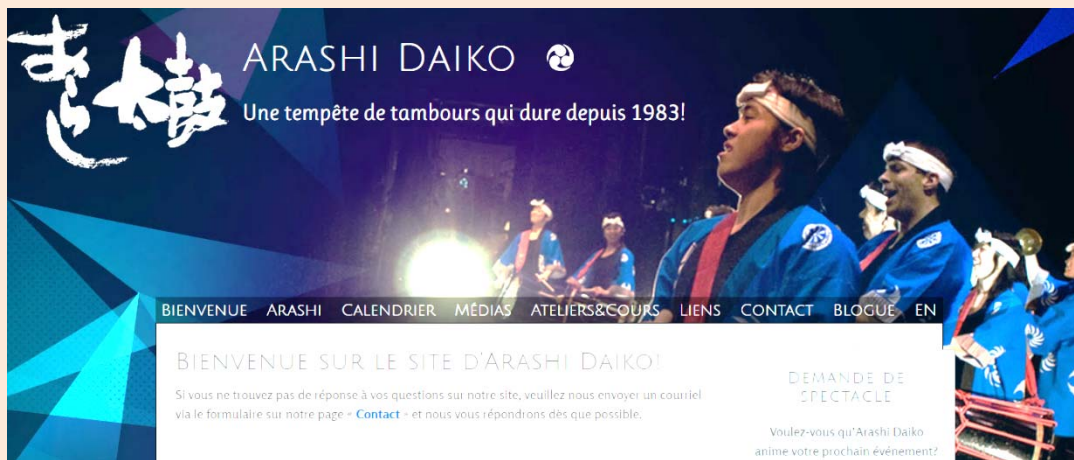 あらし太鼓
ARASHI DAIKO
Une tempête de tambours qui dure depuis 1983!
BIENVENUE ARASHI CALENDRIER MÉDIAS ATELIERS&COURS LIENS CONTACT BLOGUE EN
BIENVENUE SUR LE SITE D'ARASHI DAIKO!
Si vous ne trouvez pas de réponse à vos questions sur notre site, veuillez nous envoyer un courriel
via le formulaire sur notre page « Contact » et nous vous répondrons dès que possible.
DEMANDE DE
SPECTACLE
Voulez-vous qu'Arashi Daiko
anime votre prochain événement?